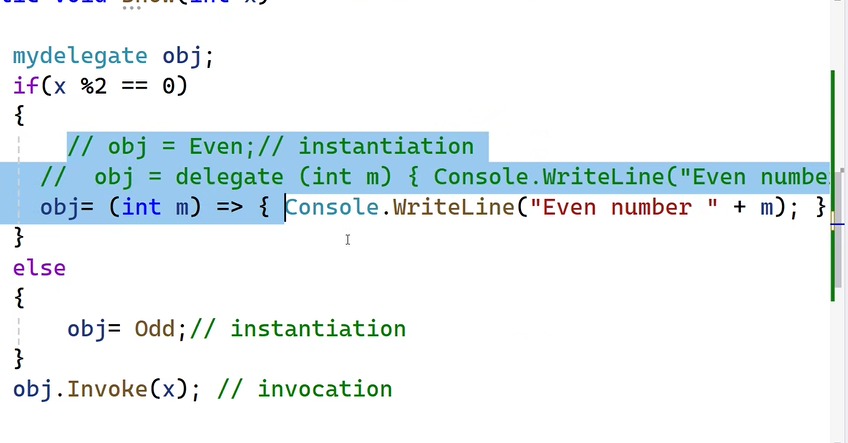 mydelegate obj;
if(x %2 == 0)
{
// obj = Even;// instantiation
// obj = delegate (int m) { Console.WriteLine("Even numbe
obj= (int m) => { Console.WriteLine("Even number " + m); }
}
else
{
obj= Odd;// instantiation
}
obj.Invoke(x); // invocation